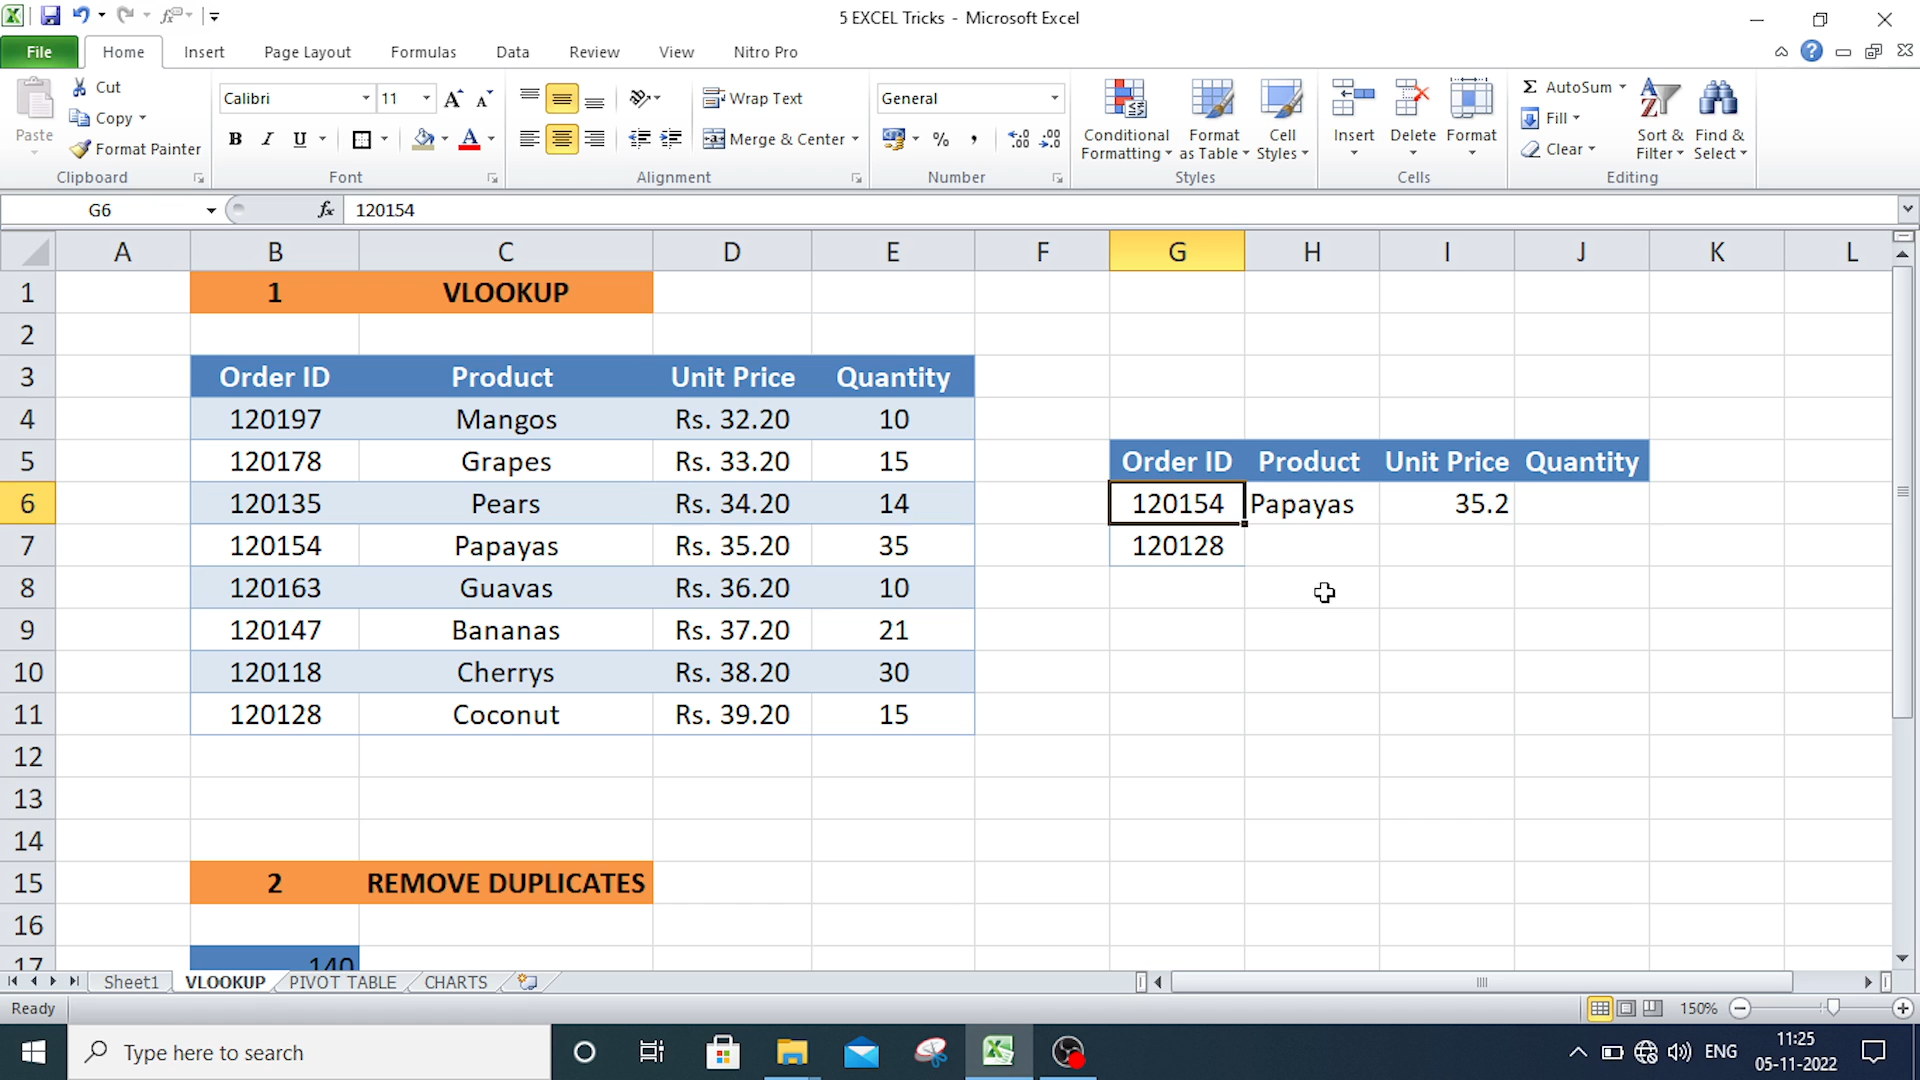 5 EXCEL Tricks - Microsoft Excel
File Home Insert Page Layout Formulas Data Review View Nitro Pro
Paste
Cut
Copy
Format Painter
Clipboard
Calibri 11
B I U A
Font
Wrap Text
Merge & Center
Alignment
General
% ,
Number
Conditional Formatting
Format as Table
Cell Styles
Styles
Insert Delete Format
Cells
Σ AutoSum
Fill
Clear
Sort & Filter
Find & Select
Editing
G6 fx 120154
A B C D E F G H I J K L
1 1 VLOOKUP
2
3 Order ID Product Unit Price Quantity
4 120197 Mangos Rs. 32.20 10
5 120178 Grapes Rs. 33.20 15 Order ID Product Unit Price Quantity
6 120135 Pears Rs. 34.20 14 120154 Papayas 35.2
7 120154 Papayas Rs. 35.20 35 120128
8 120163 Guavas Rs. 36.20 10
9 120147 Bananas Rs. 37.20 21
10 120118 Cherrys Rs. 38.20 30
11 120128 Coconut Rs. 39.20 15
12
13
14
15 2 REMOVE DUPLICATES
16
17 140
Sheet1 VLOOKUP PIVOT TABLE CHARTS
Ready 150%
Type here to search
ENG
11:25
05-11-2022